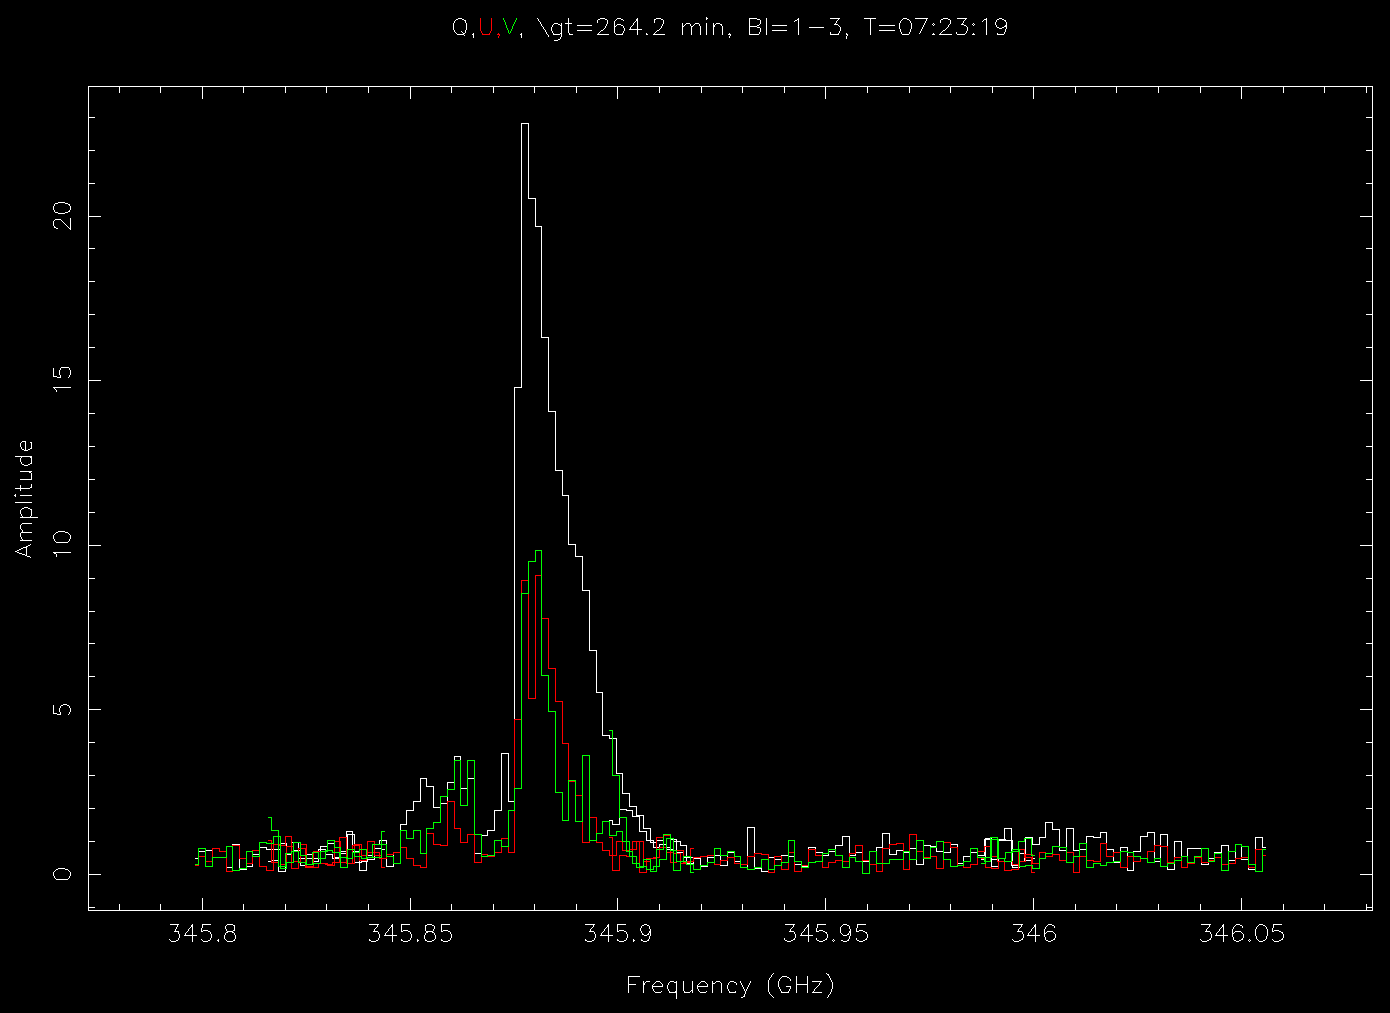 Q,U,V, \gt=264.2 min, Bl=1-3, T=07:23:19
20
15
10
5
0
Amplitude
345.8 345.85 345.9 345.95 346 346.05
Frequency (GHz)